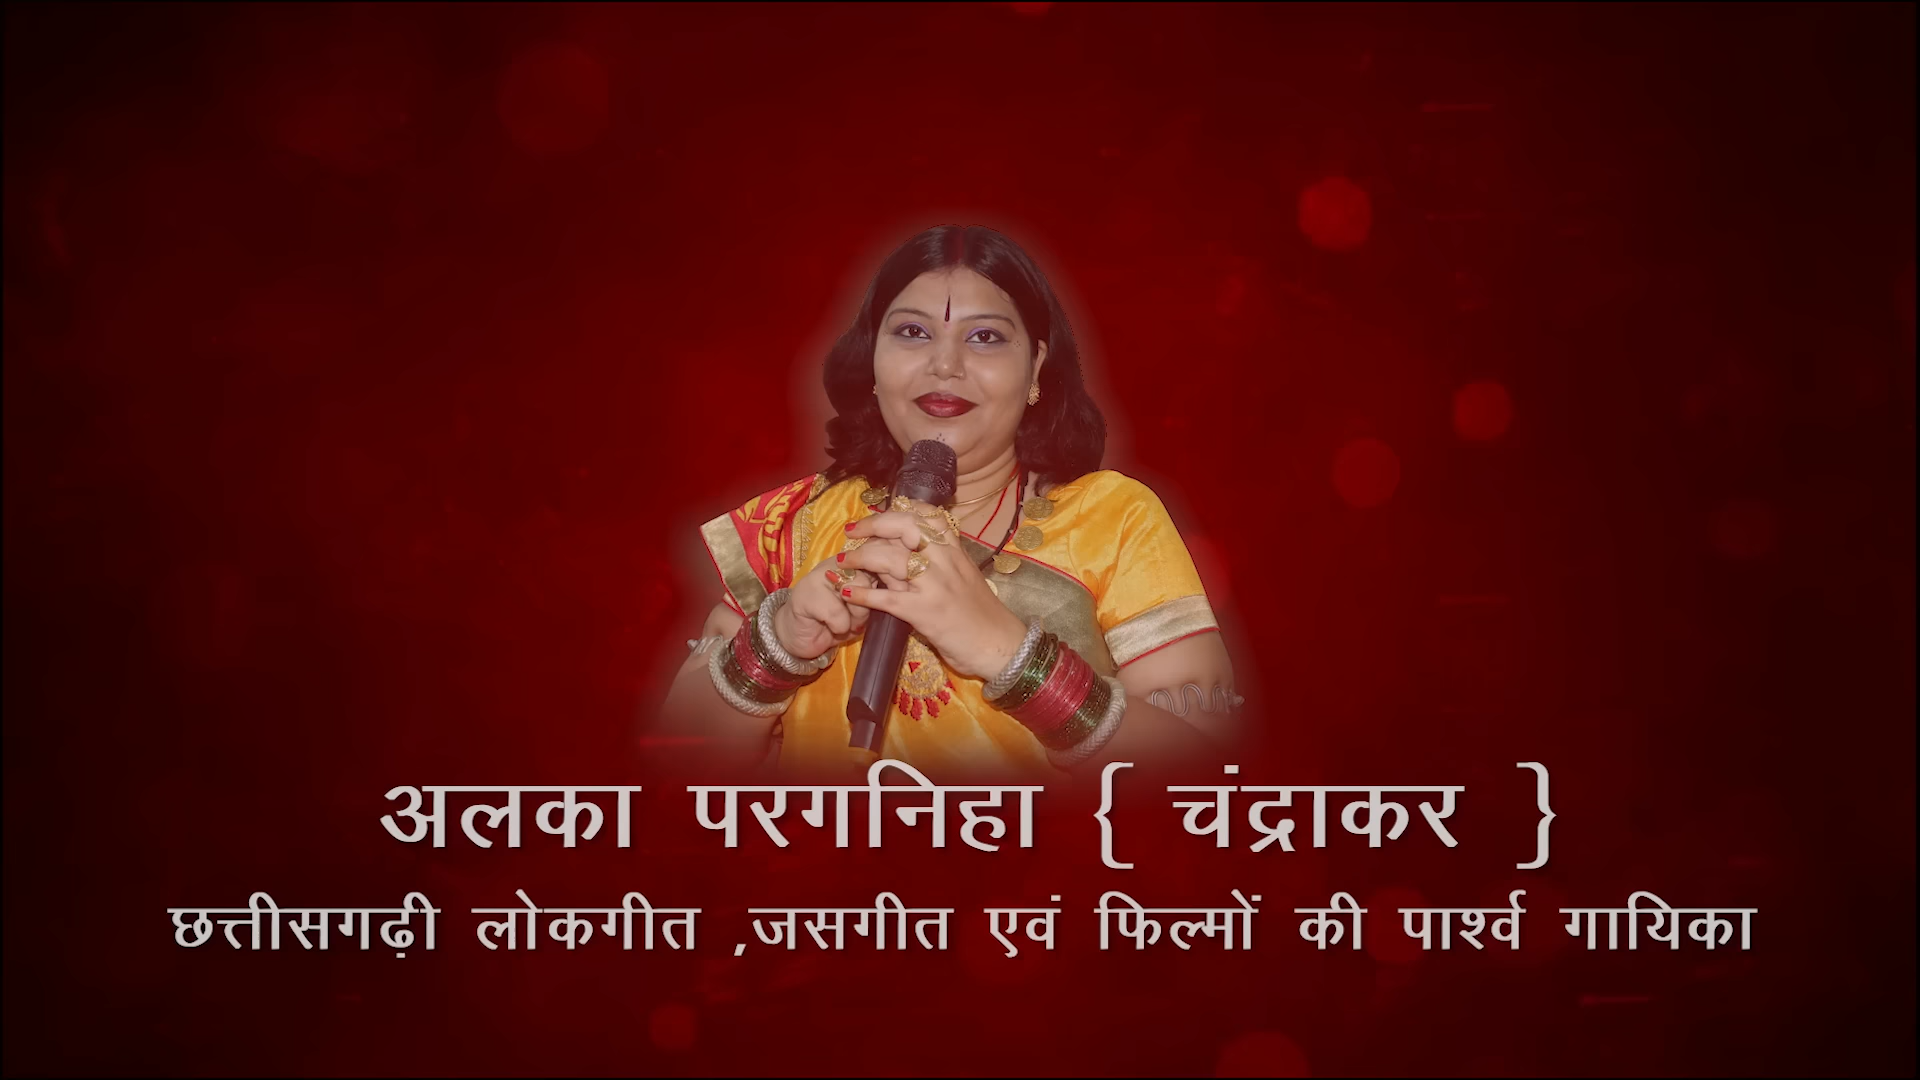 अलका परगनिहा { चंद्राकर }
छत्तीसगढ़ी लोकगीत ,जसगीत एवं फिल्मों की पार्श्व गायिका